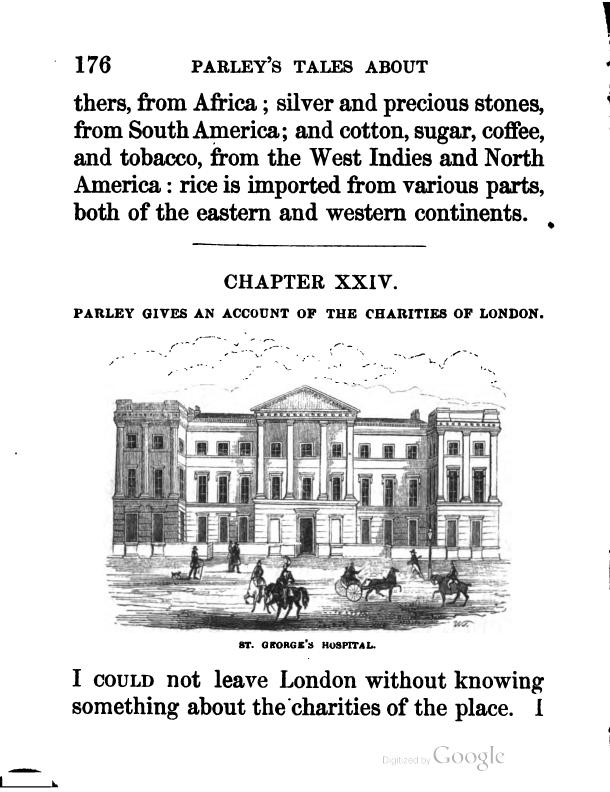 176 PARLEY'S TALES ABOUT
thers, from Africa; silver and precious stones,
from South America; and cotton, sugar, coffee,
and tobacco, from the West Indies and North
America: rice is imported from various parts,
both of the eastern and western continents.
CHAPTER XXIV.
PARLEY GIVES AN ACCOUNT OF THE CHARITIES OF LONDON.
ST. GEORGE'S HOSPITAL.
I COULD not leave London without knowing
something about the charities of the place. I
Digitized by Google